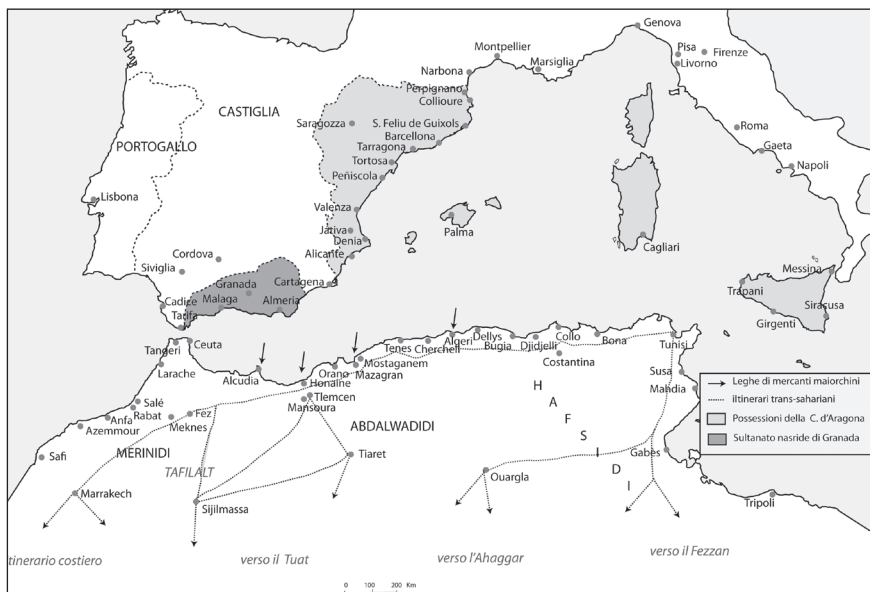 Genova
Montpellier
Pisa
Firenze
Livorno
Marsiglia
Narbona
Perpignano
Collioure
CASTIGLIA
Saragozza
S. Feliu de Guixols
Barcellona
Roma
PORTOGALLO
Tarragona
Gaeta
Tortosa
Napoli
Peñiscola
Lisbona
Valenza
Jativa
Palma
Denia
Cagliari
Alicante
Cordova
Siviglia
Messina
Granada
Cartagena
Trapani
Malaga
Almeria
Cadice
Siracusa
Tarifa
Girgenti
Tangeri
Ceuta
Tenes
Cherchell
Algeri
Dellys
Bugia
Djidjelli
Collo
Bona
Tunisi
Larache
Alcudia
Orano
Mostaganem
Mazagran
Costantina
Honaine
Susa
Mahdia
Leghe di mercanti maiorchini
iltinerari trans-sahariani
Possessioni della C. d'Aragona
Sultanato nasride di Granada
Tlemcen
Mansoura
Salé
Rabat
Anfa
Azemmour
Fez
Meknes
ABDALWADIDI
H A F S I D I
Safi
MERINIDI
TAFILALT
Tiaret
Gabès
Ouargla
Marrakech
Sijilmassa
Tripoli
tinerario costiero
verso il Tuat
verso l'Ahaggar
verso il Fezzan
0 100 200 Km